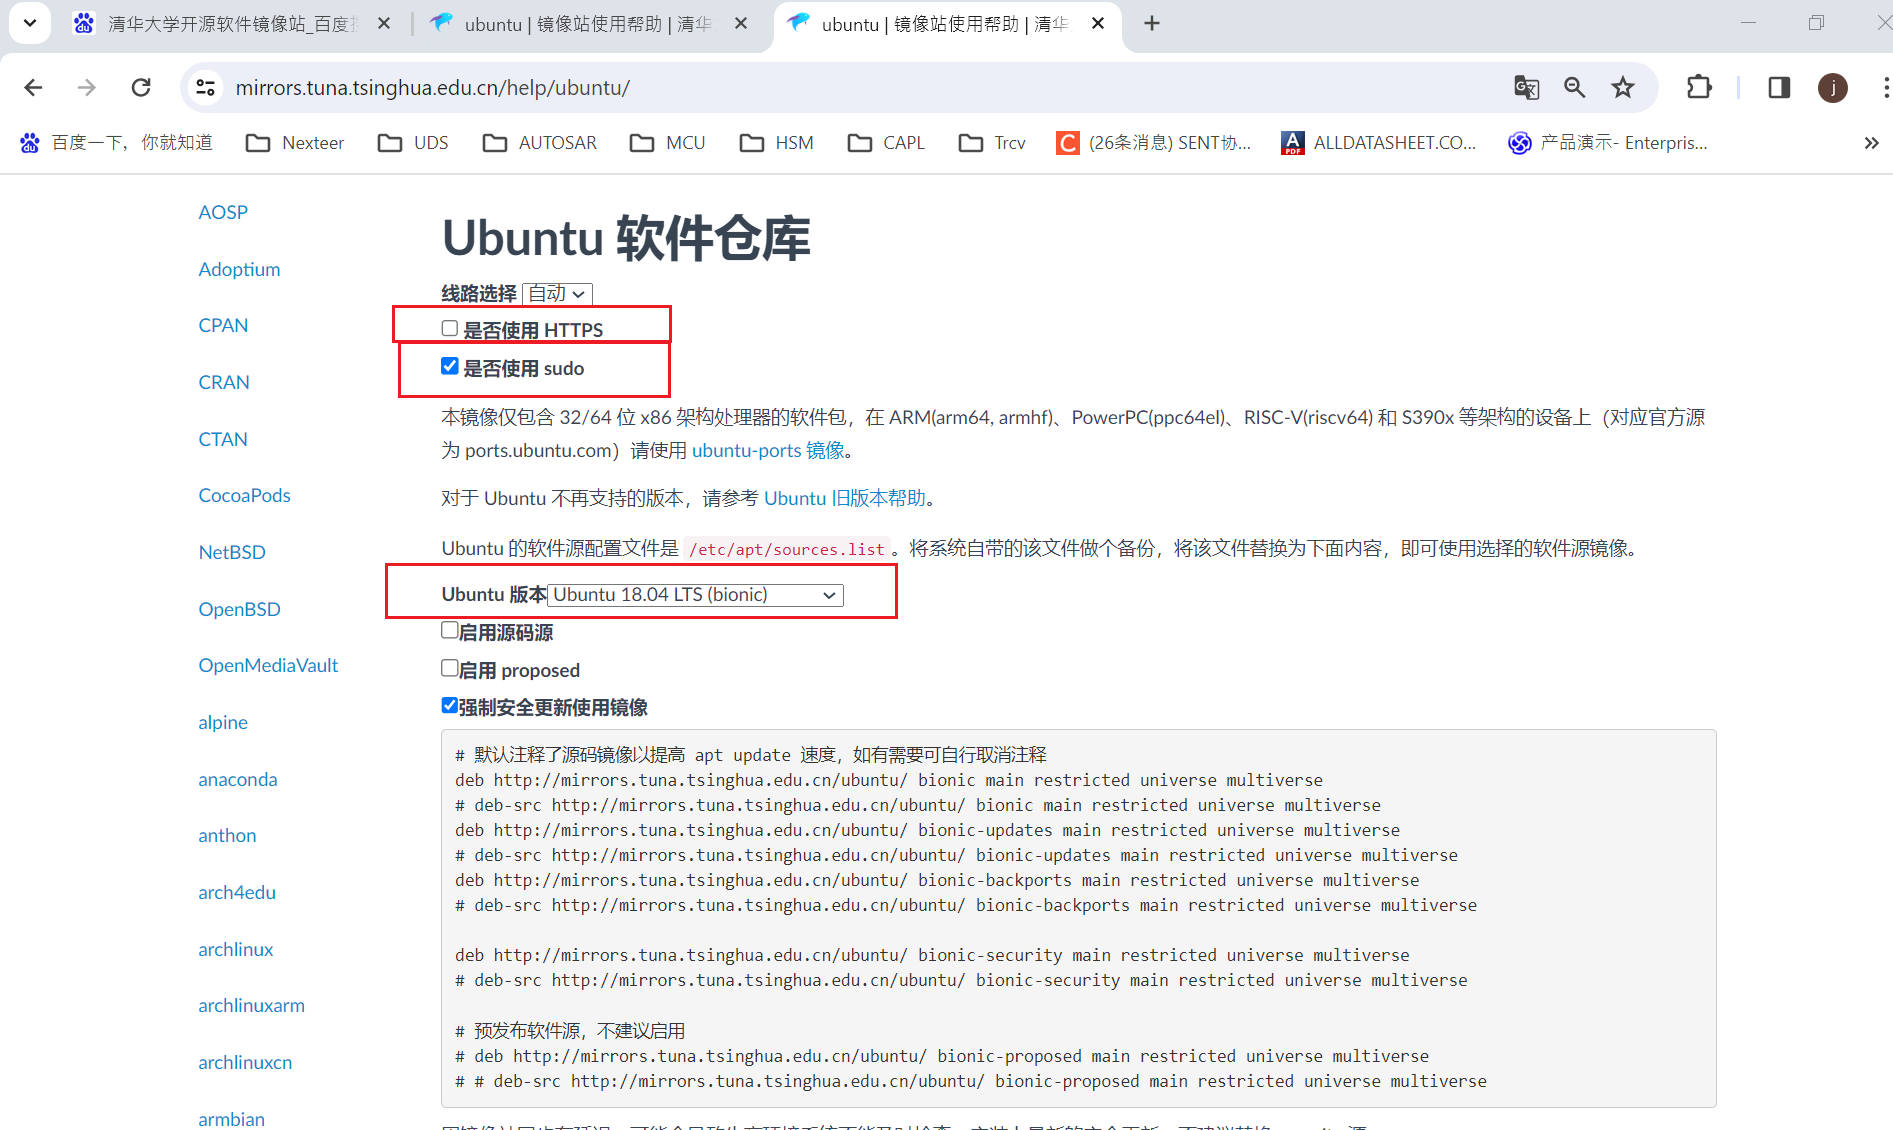 清华大学开源软件镜像站_百度
ubuntu | 镜像站使用帮助 | 清华
ubuntu | 镜像站使用帮助 | 清华
mirrors.tuna.tsinghua.edu.cn/help/ubuntu/
j
百度一下，你就知道
Nexteer
UDS
AUTOSAR
MCU
HSM
CAPL
Trcv
C
(26条消息) SENT协...
A PDF
ALLDATASHEET.CO...
产品演示- Enterpris...
AOSP
Adoptium
CPAN
CRAN
CTAN
CocoaPods
NetBSD
OpenBSD
OpenMediaVault
alpine
anaconda
anthon
arch4edu
archlinux
archlinuxarm
archlinuxcn
armbian
Ubuntu 软件仓库
线路选择 自动
是否使用 HTTPS
是否使用 sudo
本镜像仅包含 32/64 位 x86 架构处理器的软件包，在 ARM(arm64, armhf)、PowerPC(ppc64el)、RISC-V(riscv64) 和 S390x 等架构的设备上（对应官方源
为 ports.ubuntu.com）请使用 ubuntu-ports 镜像。
对于 Ubuntu 不再支持的版本，请参考 Ubuntu 旧版本帮助。
Ubuntu 的软件源配置文件是 /etc/apt/sources.list 。将系统自带的该文件做个备份，将该文件替换为下面内容，即可使用选择的软件源镜像。
Ubuntu 版本 Ubuntu 18.04 LTS (bionic)
启用源码源
启用 proposed
强制安全更新使用镜像
# 默认注释了源码镜像以提高 apt update 速度，如有需要可自行取消注释
deb http://mirrors.tuna.tsinghua.edu.cn/ubuntu/ bionic main restricted universe multiverse
# deb-src http://mirrors.tuna.tsinghua.edu.cn/ubuntu/ bionic main restricted universe multiverse
deb http://mirrors.tuna.tsinghua.edu.cn/ubuntu/ bionic-updates main restricted universe multiverse
# deb-src http://mirrors.tuna.tsinghua.edu.cn/ubuntu/ bionic-updates main restricted universe multiverse
deb http://mirrors.tuna.tsinghua.edu.cn/ubuntu/ bionic-backports main restricted universe multiverse
# deb-src http://mirrors.tuna.tsinghua.edu.cn/ubuntu/ bionic-backports main restricted universe multiverse
deb http://mirrors.tuna.tsinghua.edu.cn/ubuntu/ bionic-security main restricted universe multiverse
# deb-src http://mirrors.tuna.tsinghua.edu.cn/ubuntu/ bionic-security main restricted universe multiverse
# 预发布软件源，不建议启用
# deb http://mirrors.tuna.tsinghua.edu.cn/ubuntu/ bionic-proposed main restricted universe multiverse
# # deb-src http://mirrors.tuna.tsinghua.edu.cn/ubuntu/ bionic-proposed main restricted universe multiverse